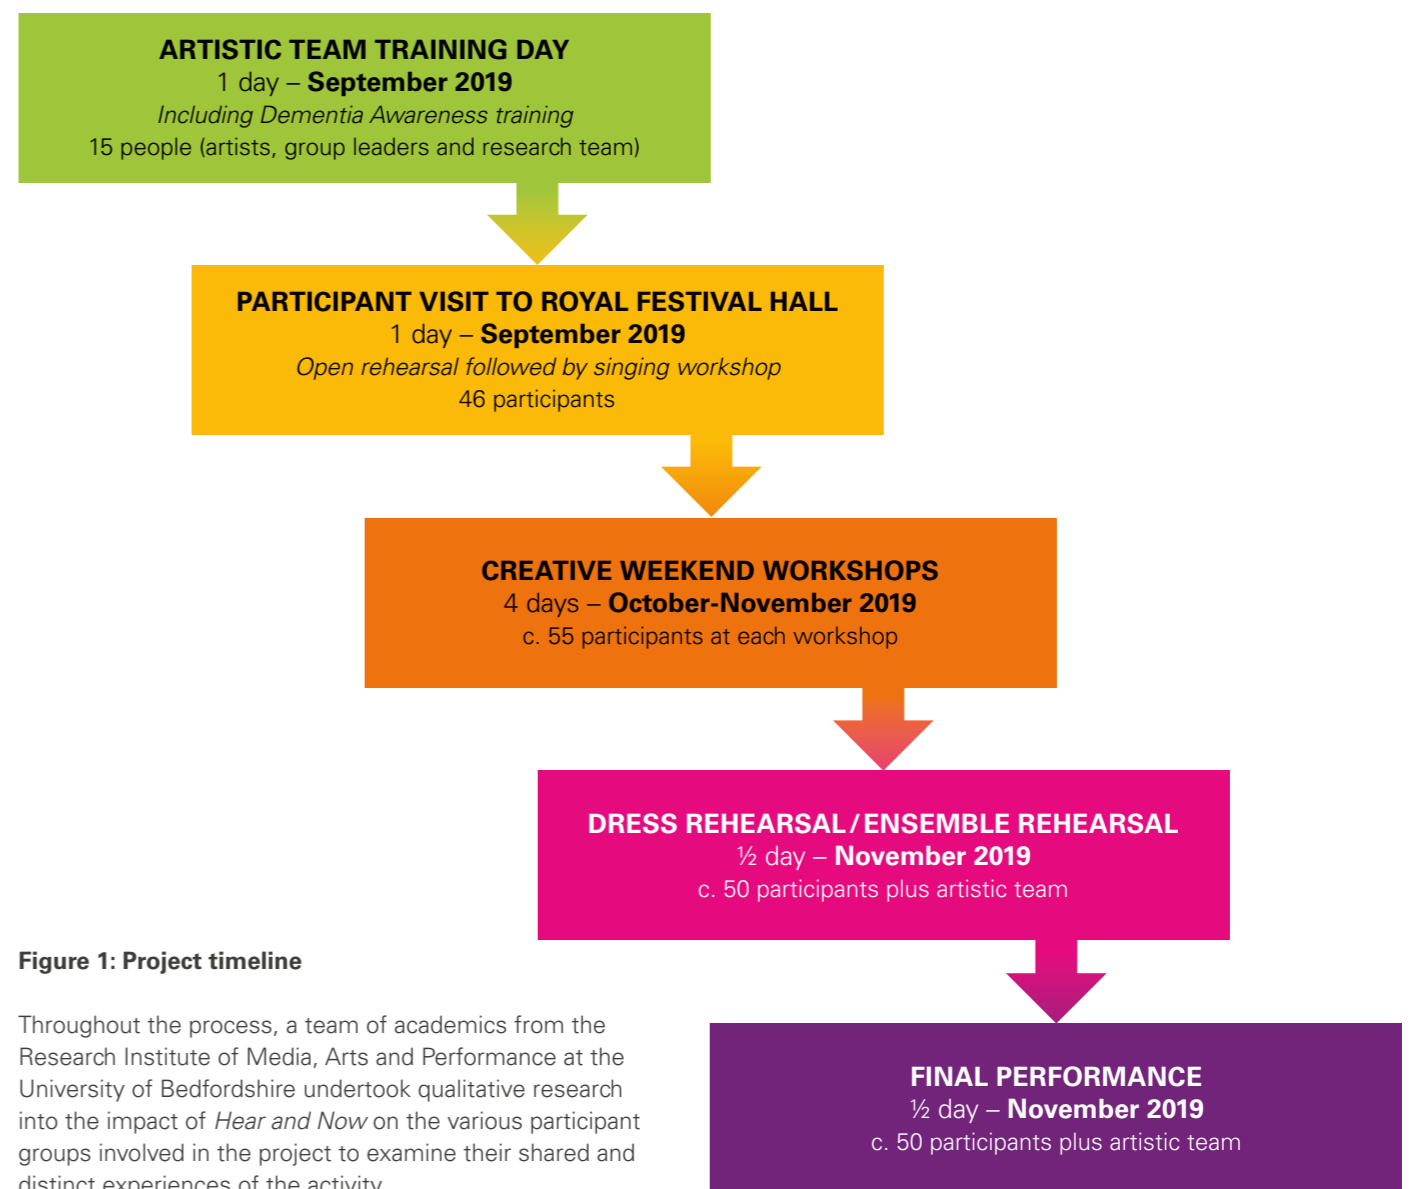 ARTISTIC TEAM TRAINING DAY
1 day – September 2019
Including Dementia Awareness training
15 people (artists, group leaders and research team)
PARTICIPANT VISIT TO ROYAL FESTIVAL HALL
1 day – September 2019
Open rehearsal followed by singing workshop
46 participants
CREATIVE WEEKEND WORKSHOPS
4 days – October-November 2019
c. 55 participants at each workshop
DRESS REHEARSAL / ENSEMBLE REHEARSAL
½ day – November 2019
c. 50 participants plus artistic team
FINAL PERFORMANCE
½ day – November 2019
c. 50 participants plus artistic team
Figure 1: Project timeline
Throughout the process, a team of academics from the
Research Institute of Media, Arts and Performance at the
University of Bedfordshire undertook qualitative research
into the impact of Hear and Now on the various participant
groups involved in the project to examine their shared and
distinct experiences of the activity.